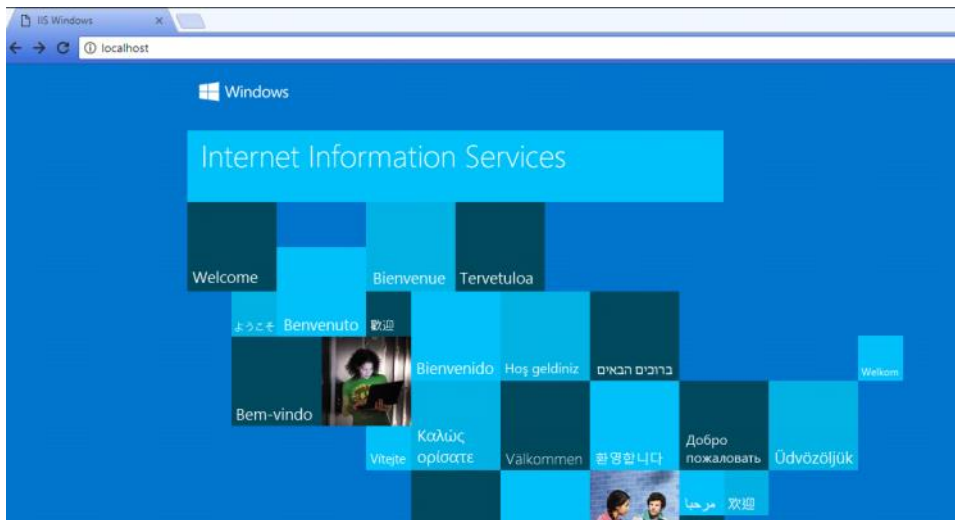 IIS Windows
localhost
Windows
Internet Information Services
Welcome
Bienvenue
Tervetuloa
ようこそ
Benvenuto
歡迎
Bienvenido
Hoş geldiniz
ברוכים הבאים
Welkom
Bem-vindo
Vítejte
Καλώς
ορίσατε
Välkommen
환영합니다
Добро
пожаловать
Üdvözöljük
مرحبا
欢迎